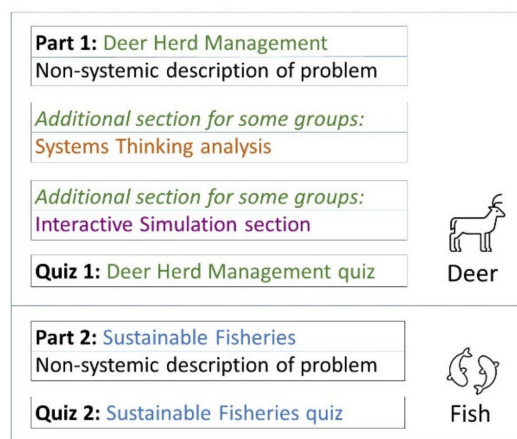 Part 1: Deer Herd Management
Non-systemic description of problem
Additional section for some groups:
Systems Thinking analysis
Additional section for some groups:
Interactive Simulation section
Quiz 1: Deer Herd Management quiz
Deer
Part 2: Sustainable Fisheries
Non-systemic description of problem
Quiz 2: Sustainable Fisheries quiz
Fish